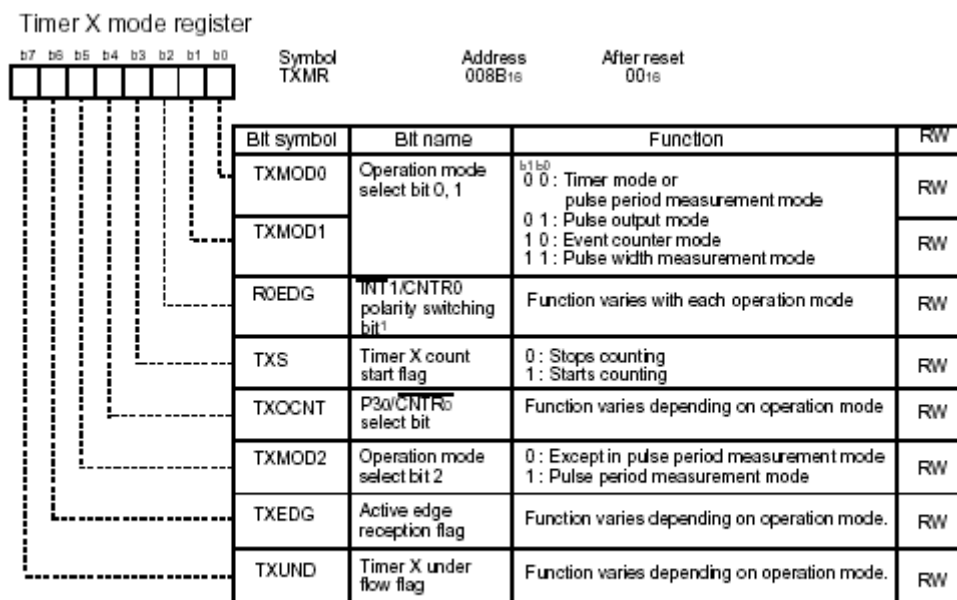 Timer X mode register
b7 b6 b5 b4 b3 b2 b1 b0
Symbol Address After reset
TXMR 008B16 0016
Bit symbol Bit name Function RW
TXMOD0 Operation mode select bit 0, 1
b1 b0
0 0 : Timer mode or
pulse period measurement mode
0 1 : Pulse output mode
1 0 : Event counter mode
1 1 : Pulse width measurement mode
RW
TXMOD1 RW
R0EDG INT1/CNTR0
polarity switching
bit1
Function varies with each operation mode RW
TXS Timer X count
start flag
0 : Stops counting
1 : Starts counting
RW
TXOCNT P30/CNTR0
select bit
Function varies depending on operation mode RW
TXMOD2 Operation mode
select bit 2
0 : Except in pulse period measurement mode
1 : Pulse period measurement mode
RW
TXEDG Active edge
reception flag
Function varies depending on operation mode. RW
TXUND Timer X under
flow flag
Function varies depending on operation mode. RW